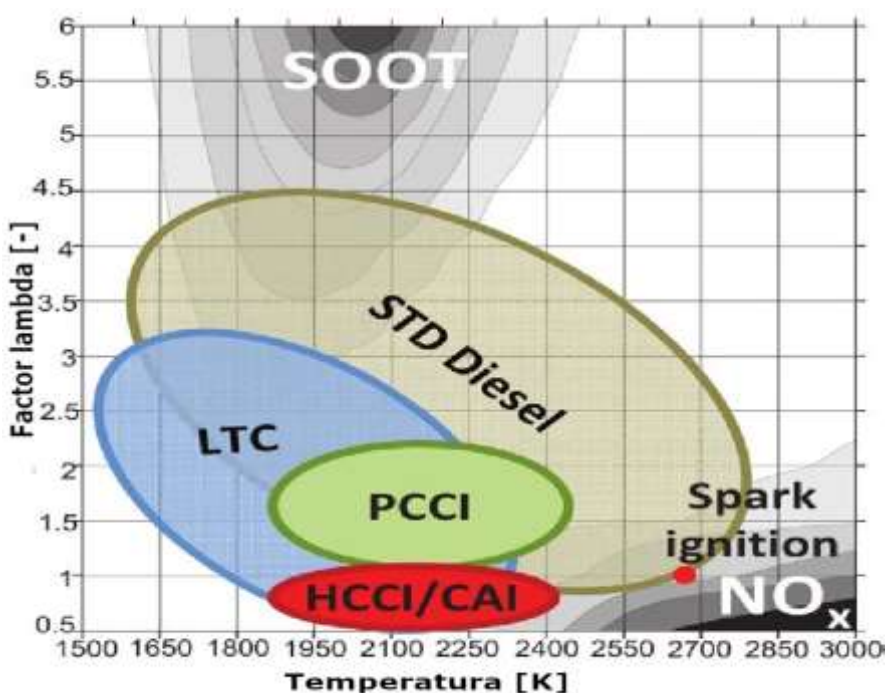 6
5.5
5
4.5
4
3.5
3
2.5
2
1.5
1
0.5
Factor lambda [-]
SOOT
STD Diesel
LTC
PCCI
Spark
ignition
HCCI/CAI
NOx
1500 1650 1800 1950 2100 2250 2400 2550 2700 2850 3000
Temperatura [K]